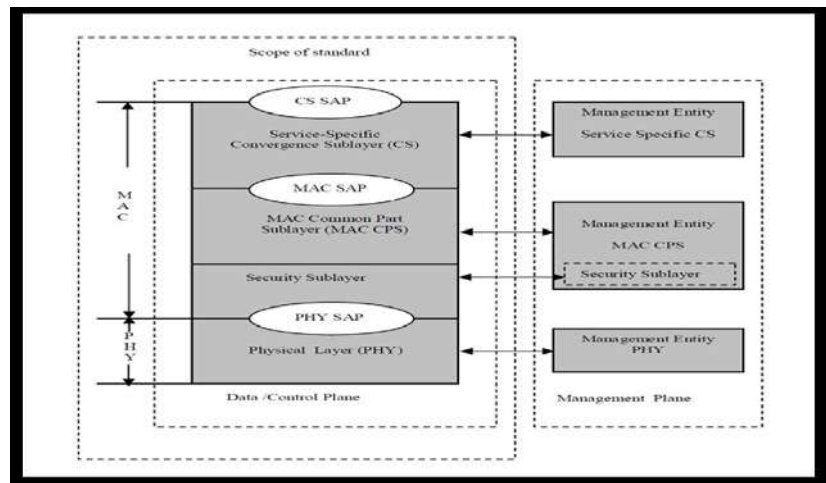 Scope of standard
CS SAP
Service-Specific
Convergence Sublayer (CS)
MAC SAP
MAC Common Part
Sublayer (MAC CPS)
Security Sublayer
PHY SAP
Physical Layer (PHY)
Data /Control Plane
MAC
PHY
Management Entity
Service Specific CS
Management Entity
MAC CPS
Security Sublayer
Management Entity
PHY
Management Plane